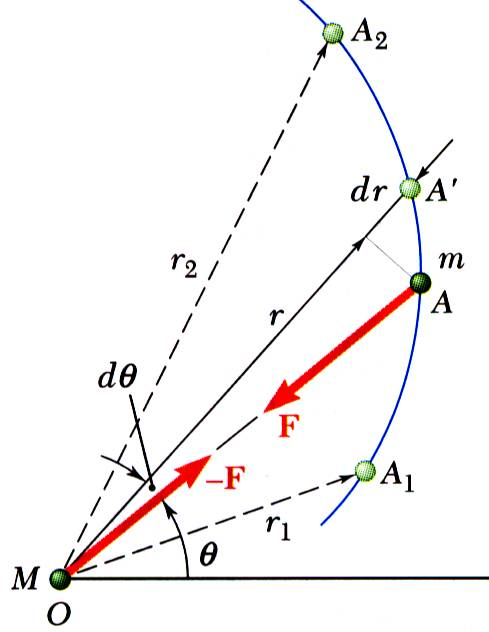 A₂
dr
A′
m
r₂
A
r
dθ
F
–F
A₁
r₁
θ
M
O